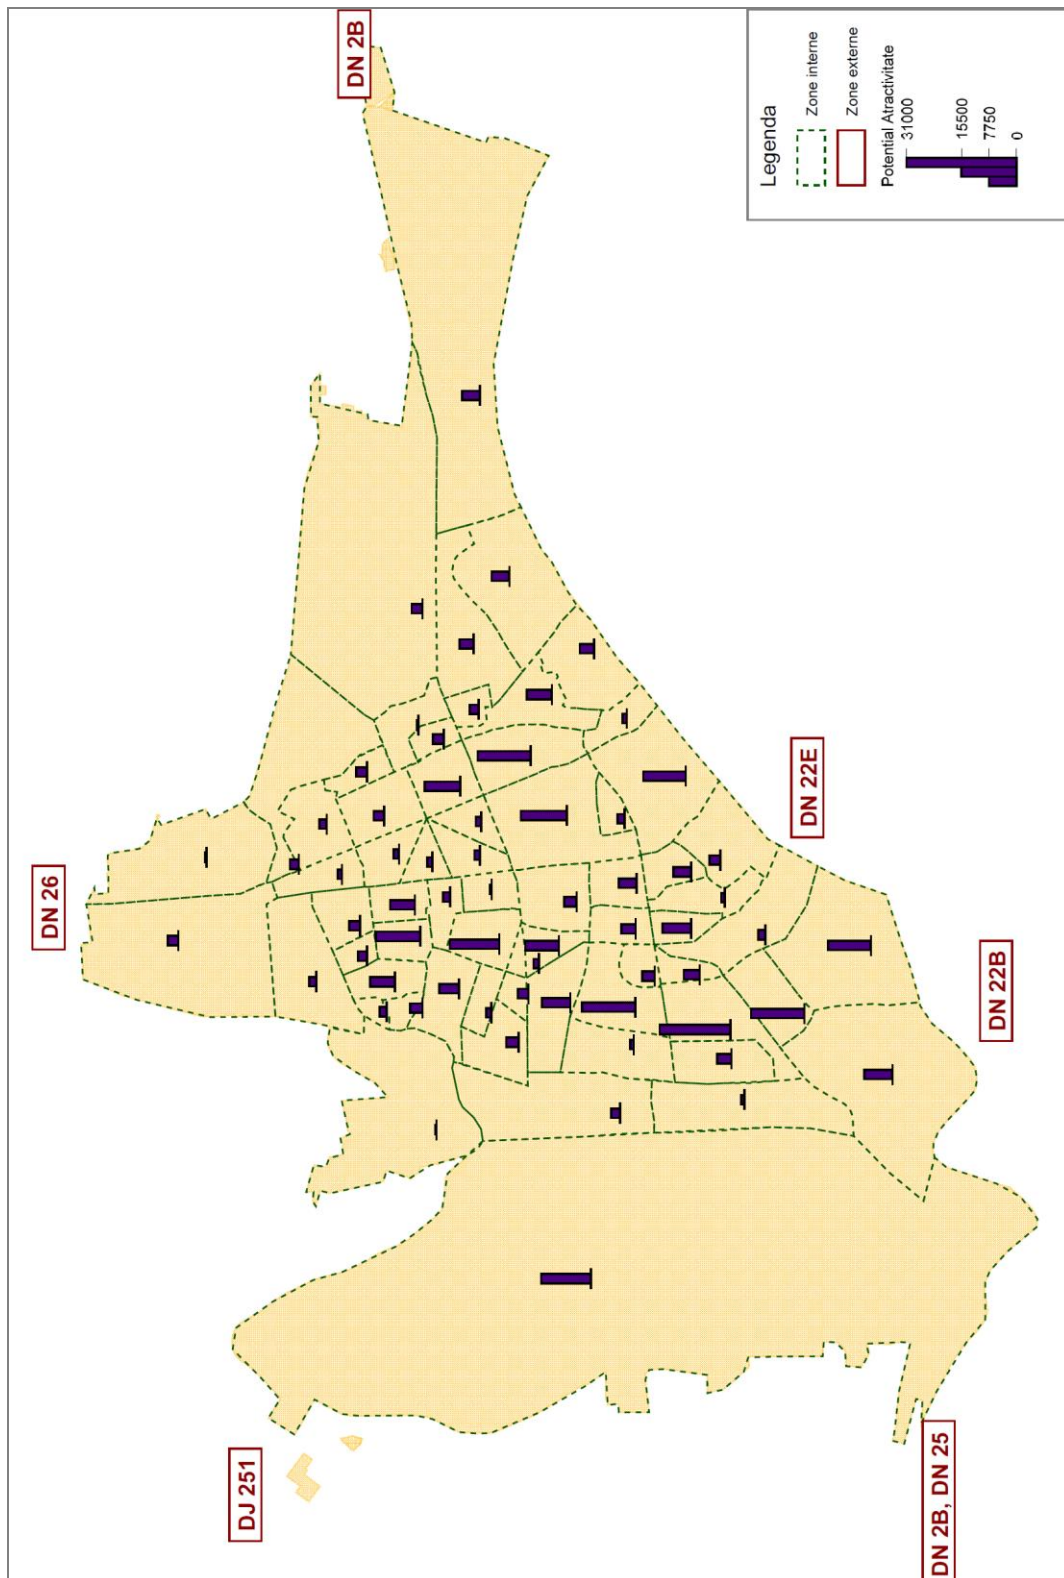 DN 2B
DN 26
DN 22E
DN 22B
DJ 251
DN 2B, DN 25
Legenda
Zone interne
Zone externe
Potential Atractivitate
31000
15500
7750
0